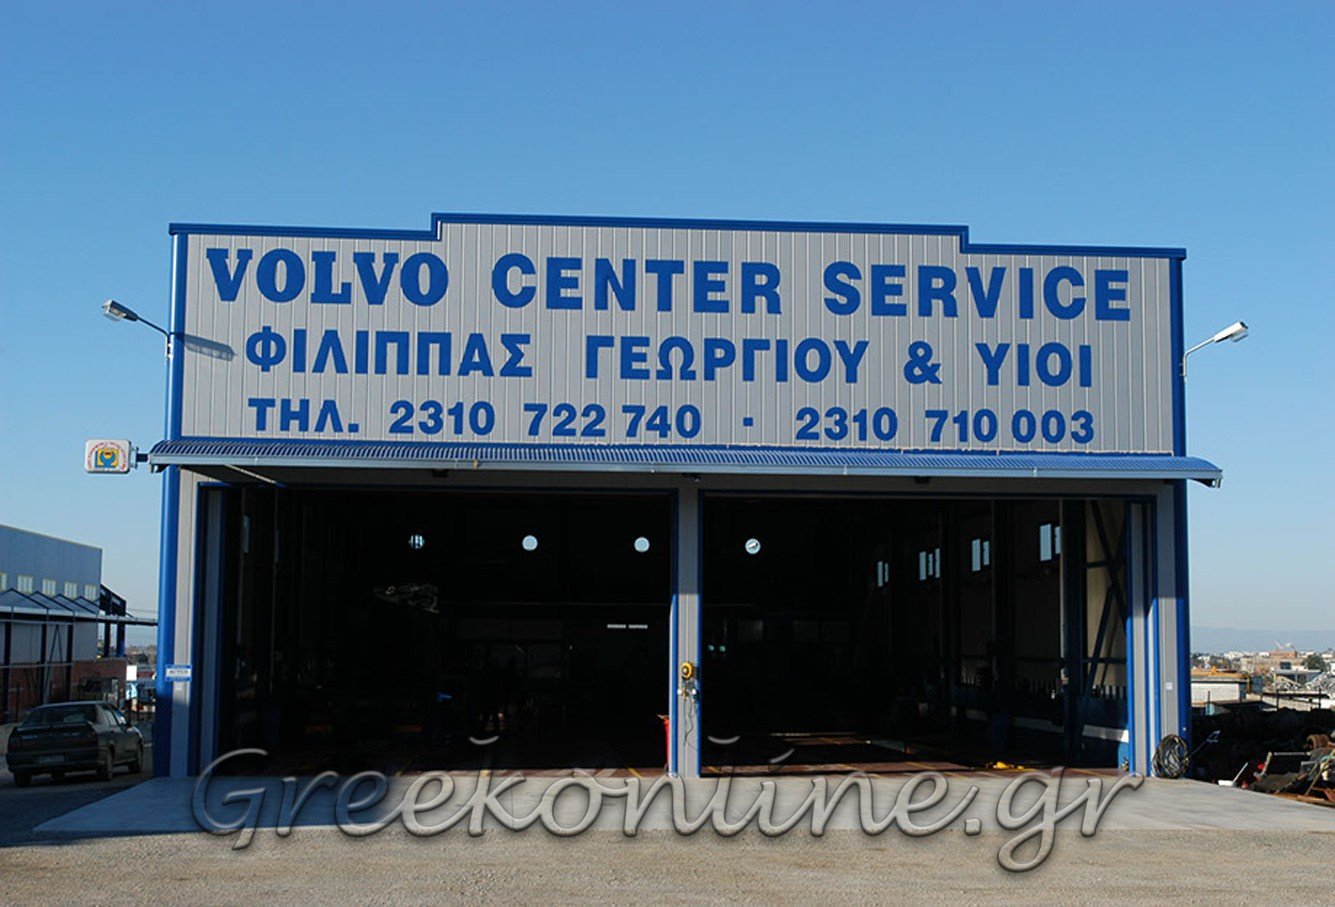 VOLVO CENTER SERVICE
ΦΙΛΙΠΠΑΣ ΓΕΩΡΓΙΟΥ & ΥΙΟΙ
ΤΗΛ. 2310 722 740 - 2310 710 003
Greekonline.gr